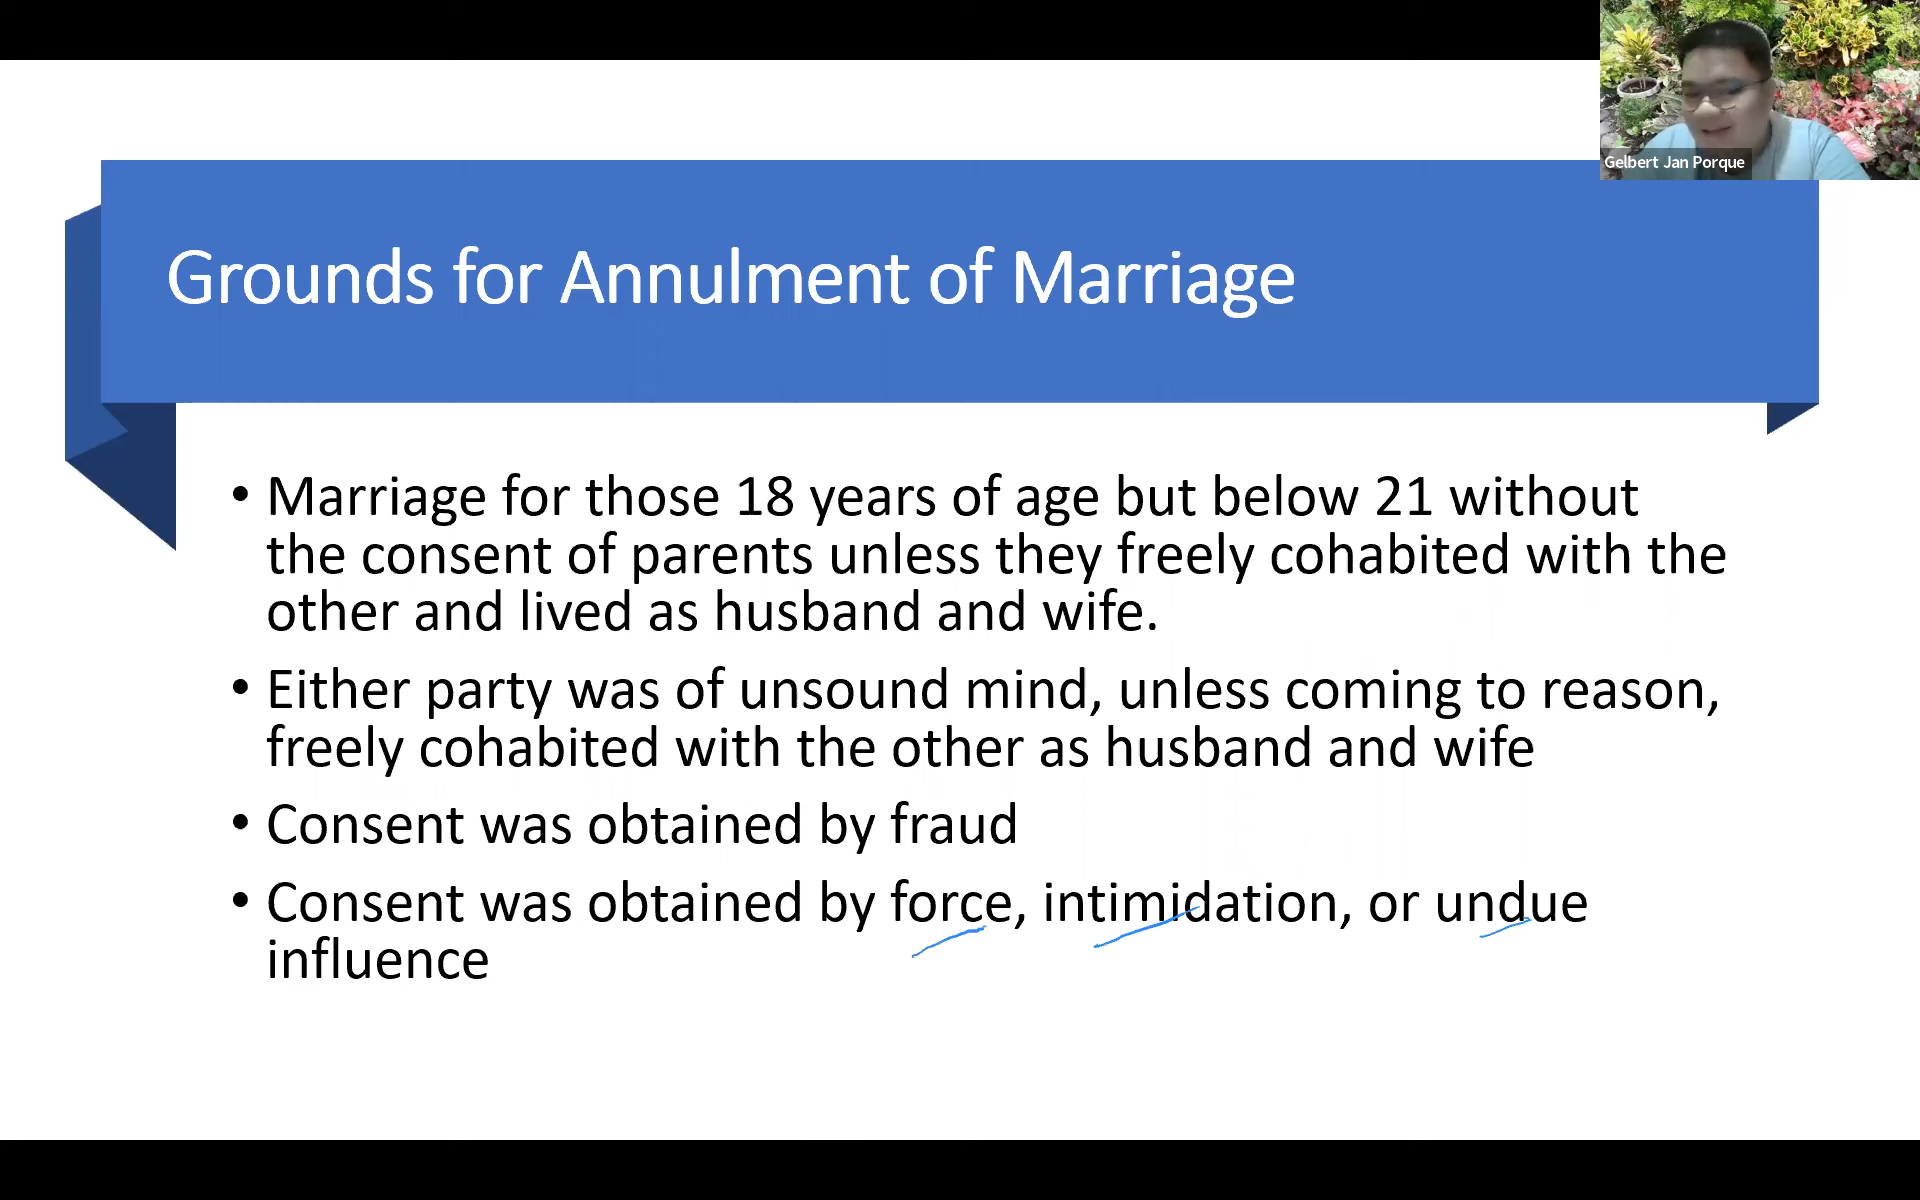 Gelbert Jan Porque
Grounds for Annulment of Marriage
• Marriage for those 18 years of age but below 21 without
the consent of parents unless they freely cohabited with the
other and lived as husband and wife.
• Either party was of unsound mind, unless coming to reason,
freely cohabited with the other as husband and wife
• Consent was obtained by fraud
• Consent was obtained by force, intimidation, or undue
influence